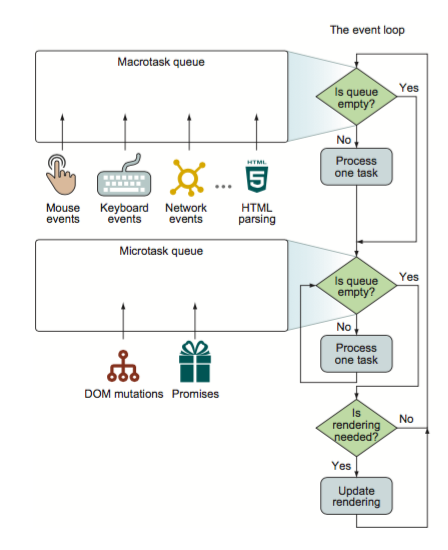 The event loop
Macrotask queue
Is queue
empty?
Yes
No
Process
one task
HTML
5
Mouse
events
Keyboard
events
Network
events
...
HTML
parsing
Microtask queue
Is queue
empty?
Yes
No
Process
one task
DOM mutations
Promises
Is
rendering
needed?
No
Yes
Update
rendering